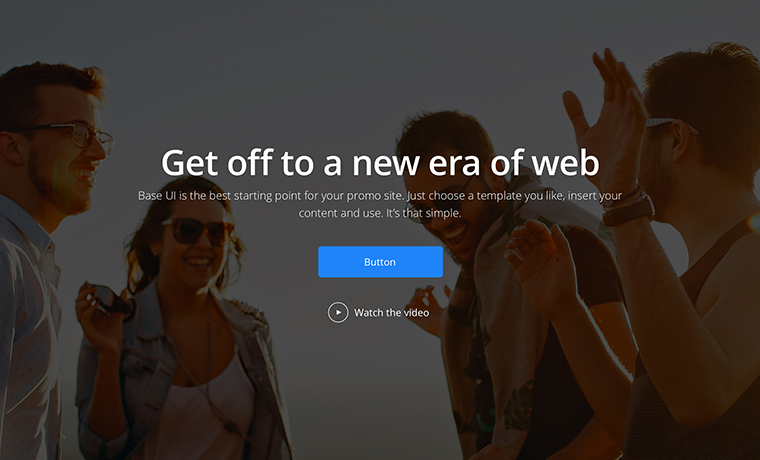 Get off to a new era of web
Base UI is the best starting point for your promo site. Just choose a template you like, insert your
content and use. It's that simple.
Button
Watch the video